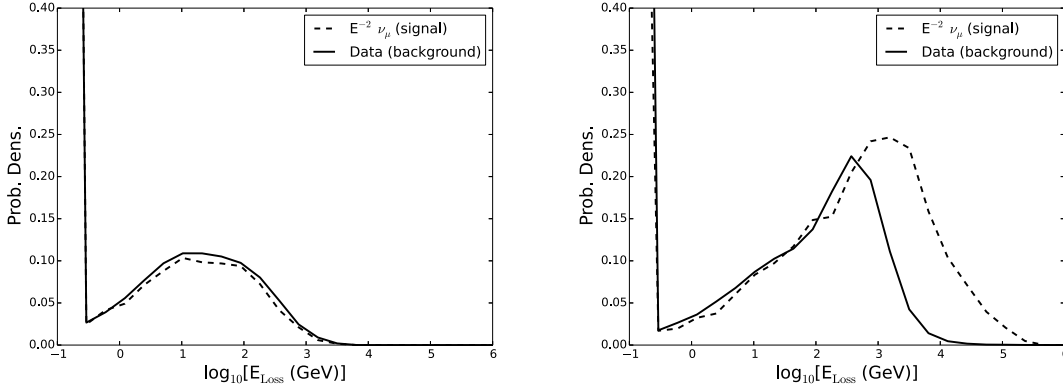 0.40
0.35
0.30
0.25
0.20
0.15
0.10
0.05
0.00
Prob. Dens.
−1 0 1 2 3 4 5 6
log₁₀[E_Loss (GeV)]
E⁻² ν_μ (signal)
Data (background)
0.40
0.35
0.30
0.25
0.20
0.15
0.10
0.05
0.00
Prob. Dens.
−1 0 1 2 3 4 5 6
log₁₀[E_Loss (GeV)]
E⁻² ν_μ (signal)
Data (background)